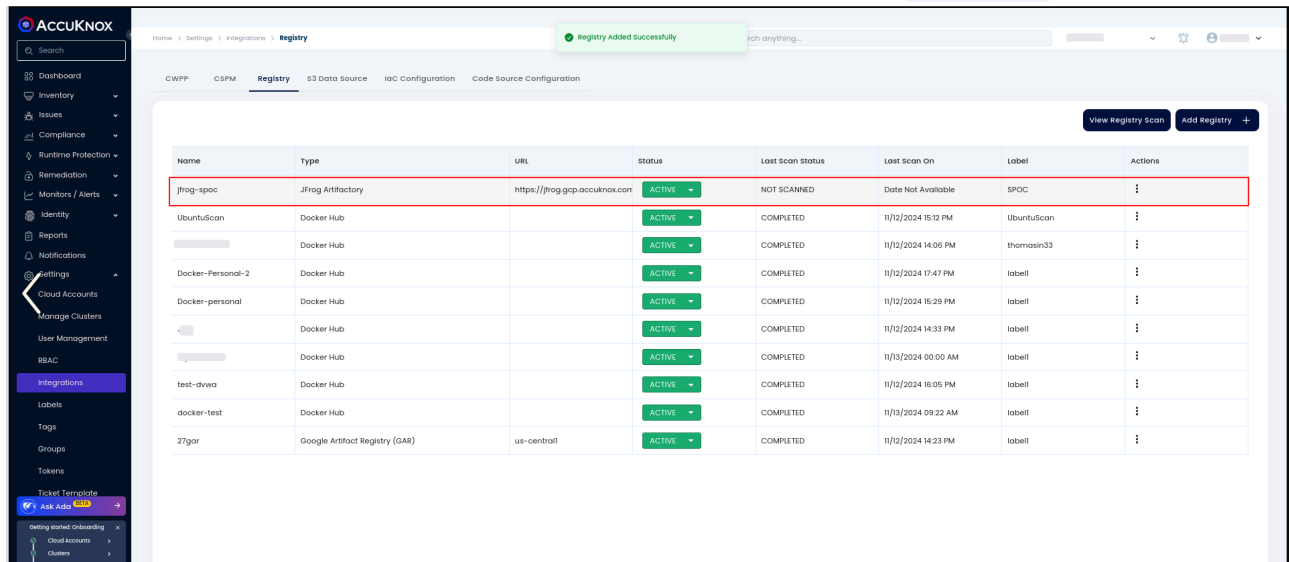 ACCUKNOX
Search
Dashboard
Inventory
Issues
Compliance
Runtime Protection
Remediation
Monitors / Alerts
Identity
Reports
Notifications
Settings
Cloud Accounts
Manage Clusters
User Management
RBAC
Integrations
Labels
Tags
Groups
Tokens
Ticket Template
Ask Ada BETA
Getting started: Onboarding
Cloud Accounts
Clusters
Home > Settings > Integrations > Registry
Registry Added Successfully
anything...
CWPP CSPM Registry S3 Data Source IaC Configuration Code Source Configuration
View Registry Scan Add Registry +
Name Type URL Status Last Scan Status Last Scan On Label Actions
jfrog-spoc JFrog Artifactory https://jfrog.gcp.accuknox.com ACTIVE NOT SCANNED Date Not Available SPOC
UbuntuScan Docker Hub ACTIVE COMPLETED 11/12/2024 15:12 PM UbuntuScan
Docker Hub ACTIVE COMPLETED 11/12/2024 14:06 PM thomasin33
Docker-Personal-2 Docker Hub ACTIVE COMPLETED 11/12/2024 17:47 PM label1
Docker-personal Docker Hub ACTIVE COMPLETED 11/12/2024 15:29 PM label1
Docker Hub ACTIVE COMPLETED 11/12/2024 14:33 PM label1
Docker Hub ACTIVE COMPLETED 11/13/2024 00:00 AM label1
test-dvwa Docker Hub ACTIVE COMPLETED 11/12/2024 16:05 PM label1
docker-test Docker Hub ACTIVE COMPLETED 11/13/2024 09:22 AM label1
27gar Google Artifact Registry (GAR) us-central1 ACTIVE COMPLETED 11/12/2024 14:23 PM label1